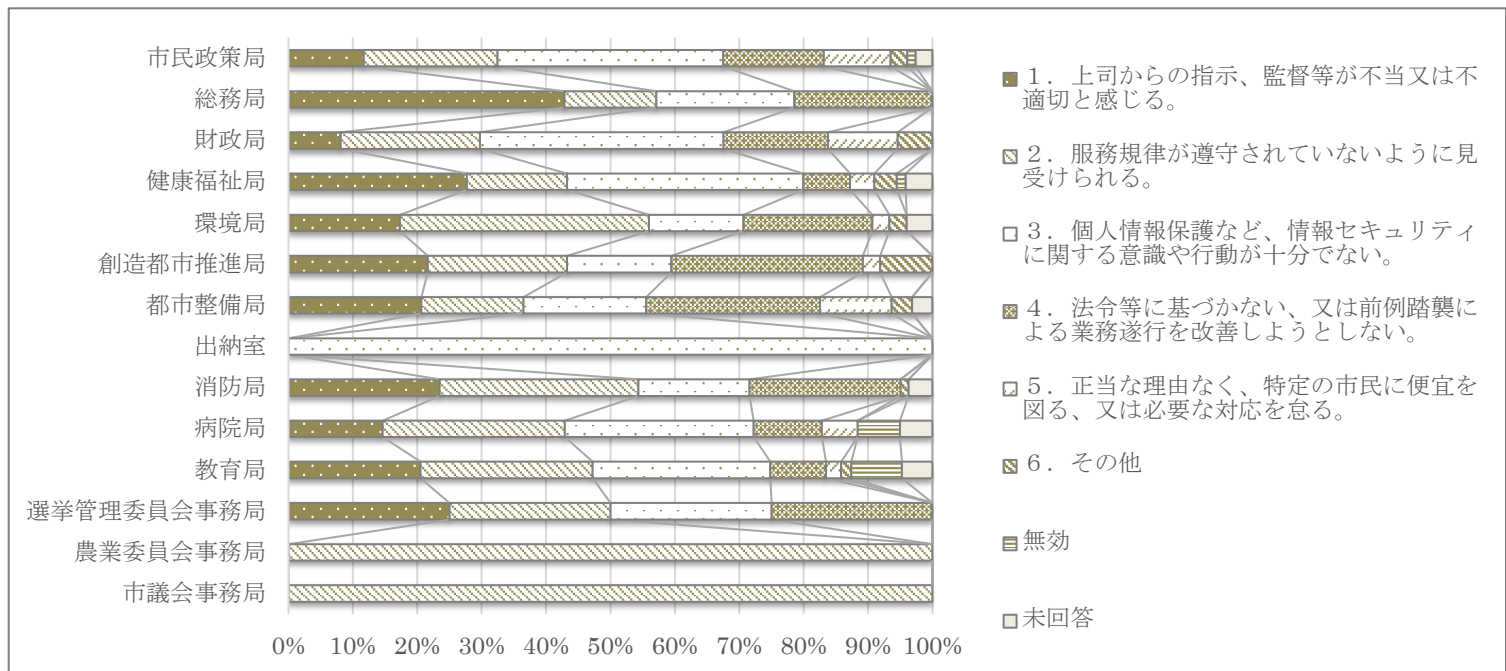 市民政策局
総務局
財政局
健康福祉局
環境局
創造都市推進局
都市整備局
出納室
消防局
病院局
教育局
選挙管理委員会事務局
農業委員会事務局
市議会事務局
0% 10% 20% 30% 40% 50% 60% 70% 80% 90% 100%
1．上司からの指示、監督等が不当又は不
適切と感じる。
2．服務規律が遵守されていないように見
受けられる。
3．個人情報保護など、情報セキュリティ
に関する意識や行動が十分でない。
4．法令等に基づかない、又は前例踏襲に
よる業務遂行を改善しようとしない。
5．正当な理由なく、特定の市民に便宜を
図る、又は必要な対応を怠る。
6．その他
無効
未回答